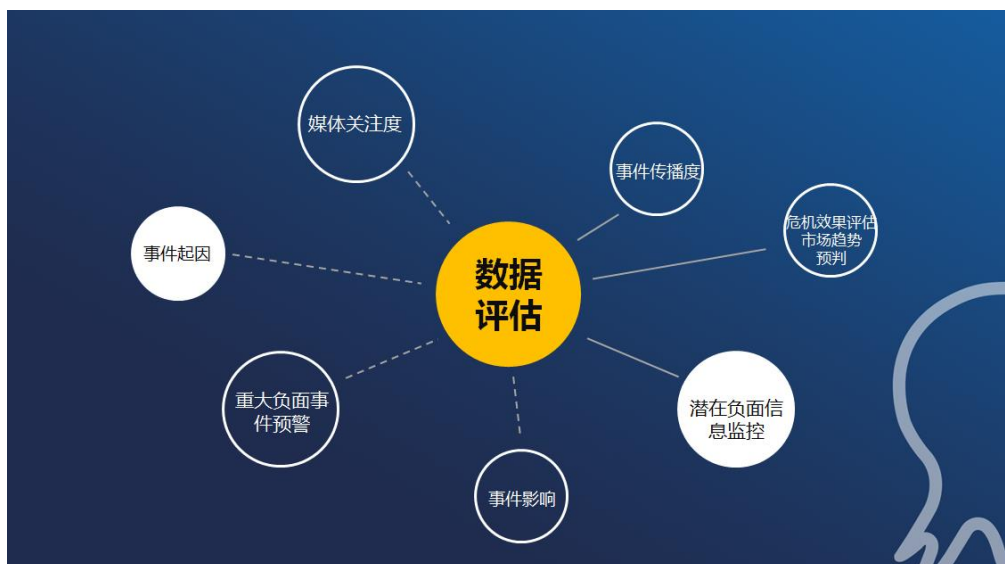 媒体关注度
事件传播度
危机效果评估
市场趋势
预判
事件起因
数据
评估
重大负面事
件预警
潜在负面信
息监控
事件影响